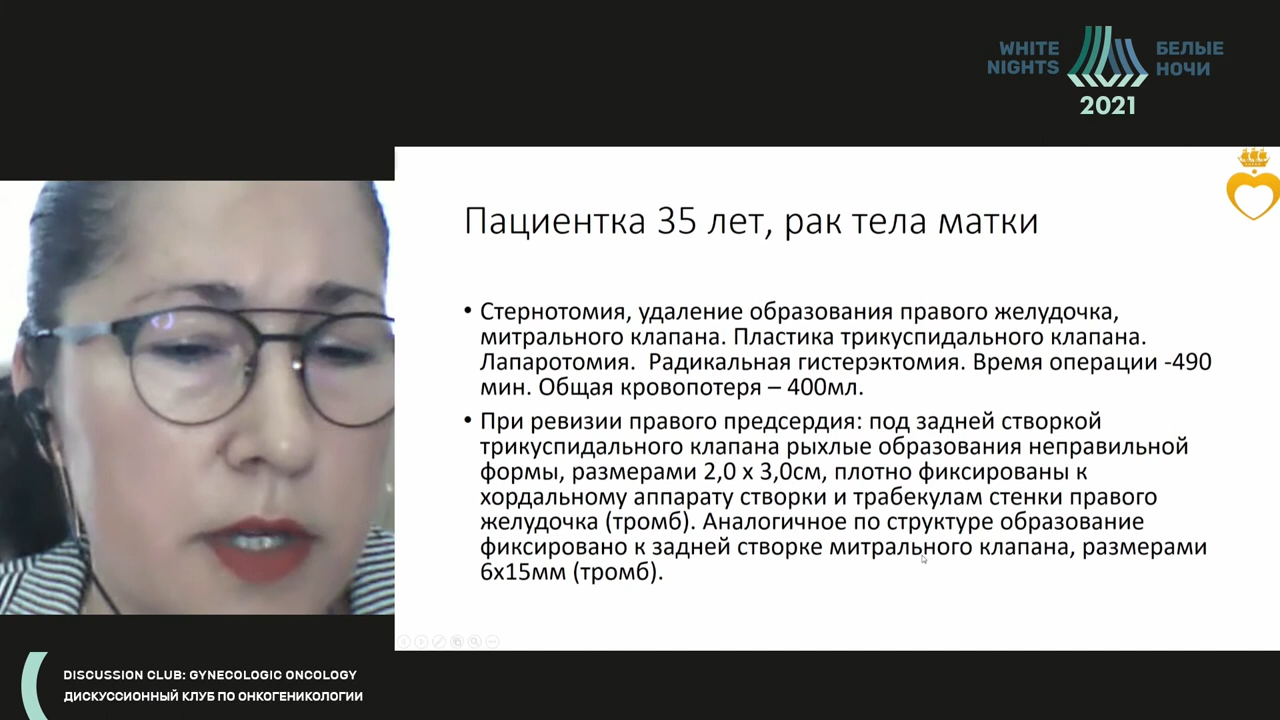 WHITE
NIGHTS
БЕЛЫЕ
НОЧИ
2021
Пациентка 35 лет, рак тела матки
• Стернотомия, удаление образования правого желудочка,
митрального клапана. Пластика трикуспидального клапана.
Лапаротомия. Радикальная гистерэктомия. Время операции -490
мин. Общая кровопотеря – 400мл.
• При ревизии правого предсердия: под задней створкой
трикуспидального клапана рыхлые образования неправильной
формы, размерами 2,0 х 3,0см, плотно фиксированы к
хордальному аппарату створки и трабекулам стенки правого
желудочка (тромб). Аналогичное по структуре образование
фиксировано к задней створке митрального клапана, размерами
6х15мм (тромб).
DISCUSSION CLUB: GYNECOLOGIC ONCOLOGY
ДИСКУССИОННЫЙ КЛУБ ПО ОНКОГЕНИКОЛОГИИ